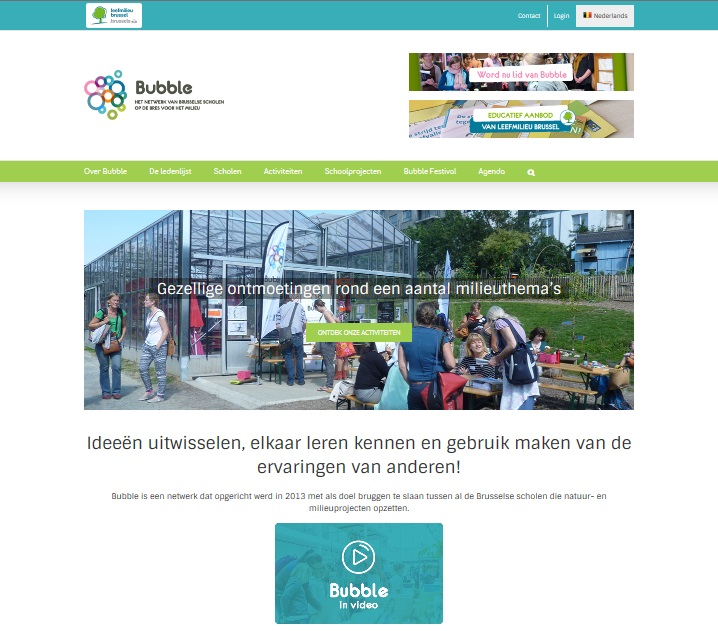 leefmilieu
brussel
brussels.be
Contact
Login
Nederlands
Word nu lid van Bubble
EDUCATIEF AANBOD
VAN LEEFMILIEU BRUSSEL
Bubble
HET NETWERK VAN BRUSSELSE SCHOLEN
OP DE BRES VOOR HET MILIEU
Over Bubble
De ledenlijst
Scholen
Activiteiten
Schoolprojecten
Bubble Festival
Agenda
Gezellige ontmoetingen rond een aantal milieuthema's
ONTDEK ONZE ACTIVITEITEN
Ideeën uitwisselen, elkaar leren kennen en gebruik maken van de
ervaringen van anderen!
Bubble is een netwerk dat opgericht werd in 2013 met als doel bruggen te slaan tussen al de Brusselse scholen die natuur- en
milieuprojecten opzetten.
Bubble
in video